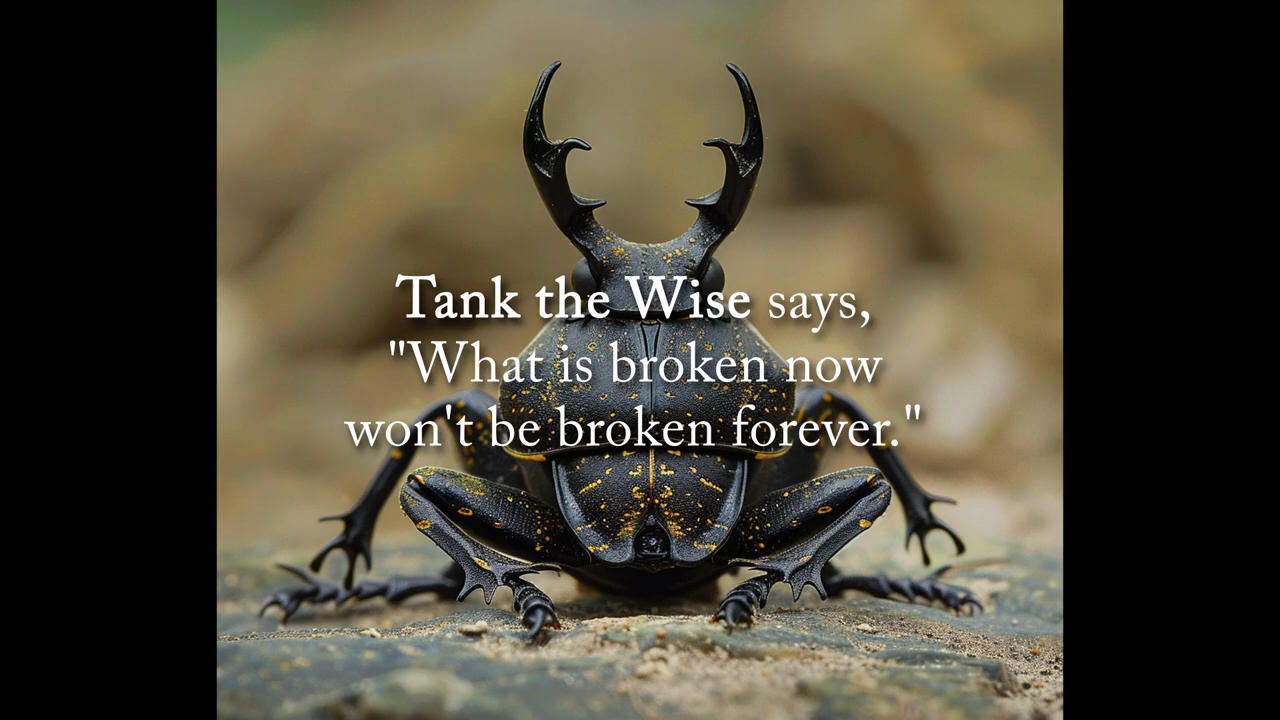 Tank the Wise says,
"What is broken now
won't be broken forever."